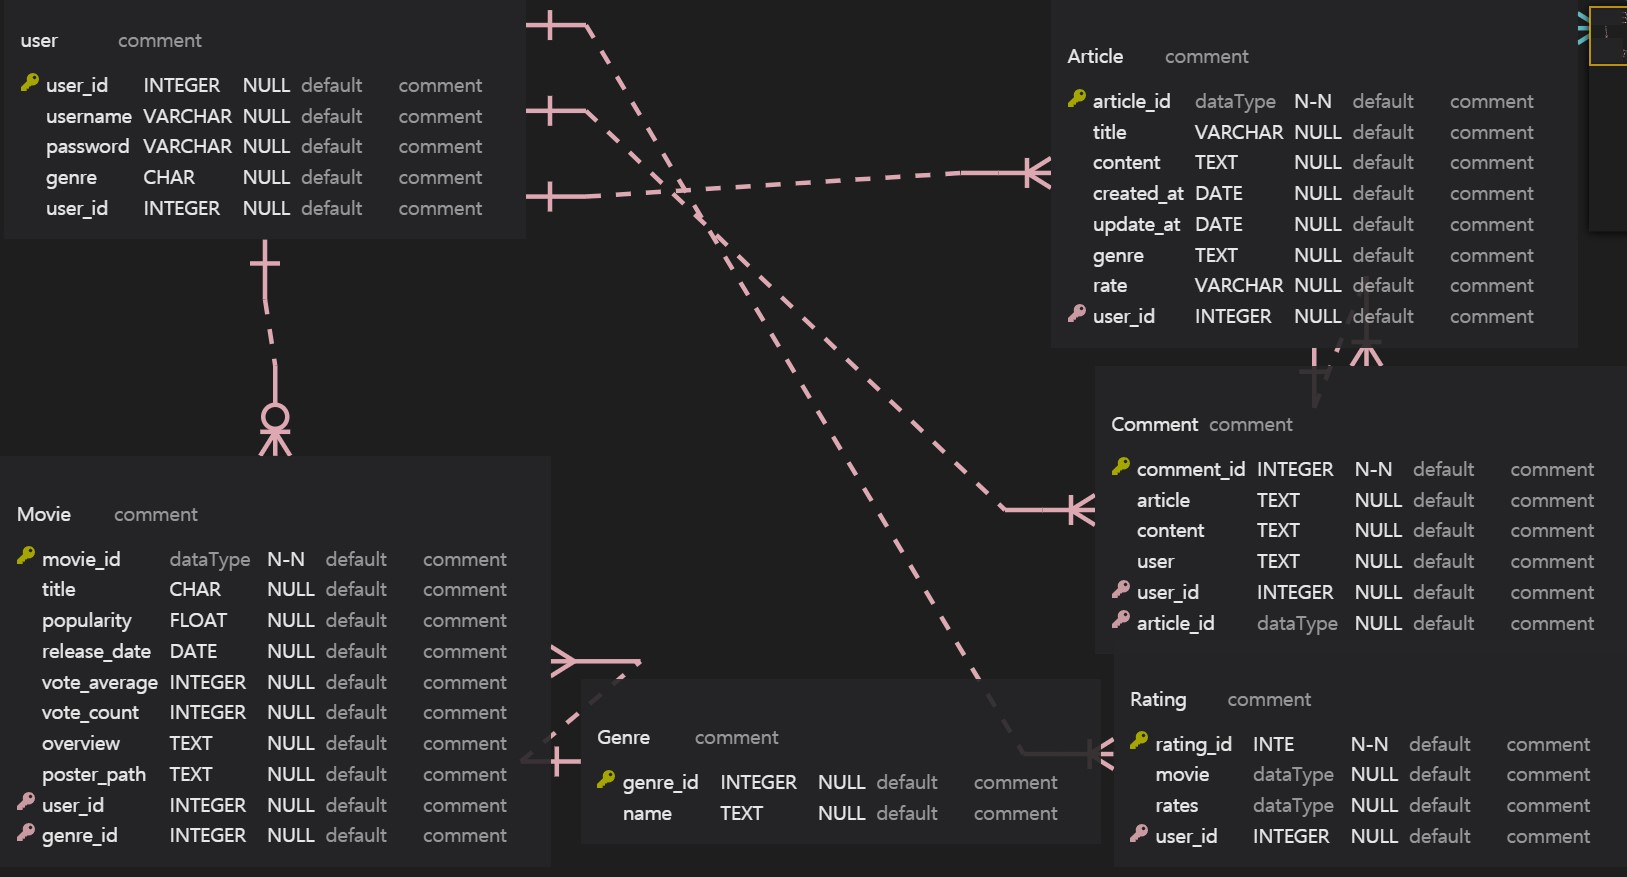 user comment
user_id INTEGER NULL default comment
username VARCHAR NULL default comment
password VARCHAR NULL default comment
genre CHAR NULL default comment
user_id INTEGER NULL default comment
Article comment
article_id dataType N-N default comment
title VARCHAR NULL default comment
content TEXT NULL default comment
created_at DATE NULL default comment
update_at DATE NULL default comment
genre TEXT NULL default comment
rate VARCHAR NULL default comment
user_id INTEGER NULL default comment
Comment comment
comment_id INTEGER N-N default comment
article TEXT NULL default comment
content TEXT NULL default comment
user TEXT NULL default comment
user_id INTEGER NULL default comment
article_id dataType NULL default comment
Movie comment
movie_id dataType N-N default comment
title CHAR NULL default comment
popularity FLOAT NULL default comment
release_date DATE NULL default comment
vote_average INTEGER NULL default comment
vote_count INTEGER NULL default comment
overview TEXT NULL default comment
poster_path TEXT NULL default comment
user_id INTEGER NULL default comment
genre_id INTEGER NULL default comment
Genre comment
genre_id INTEGER NULL default comment
name TEXT NULL default comment
Rating comment
rating_id INTE N-N default comment
movie dataType NULL default comment
rates dataType NULL default comment
user_id INTEGER NULL default comment